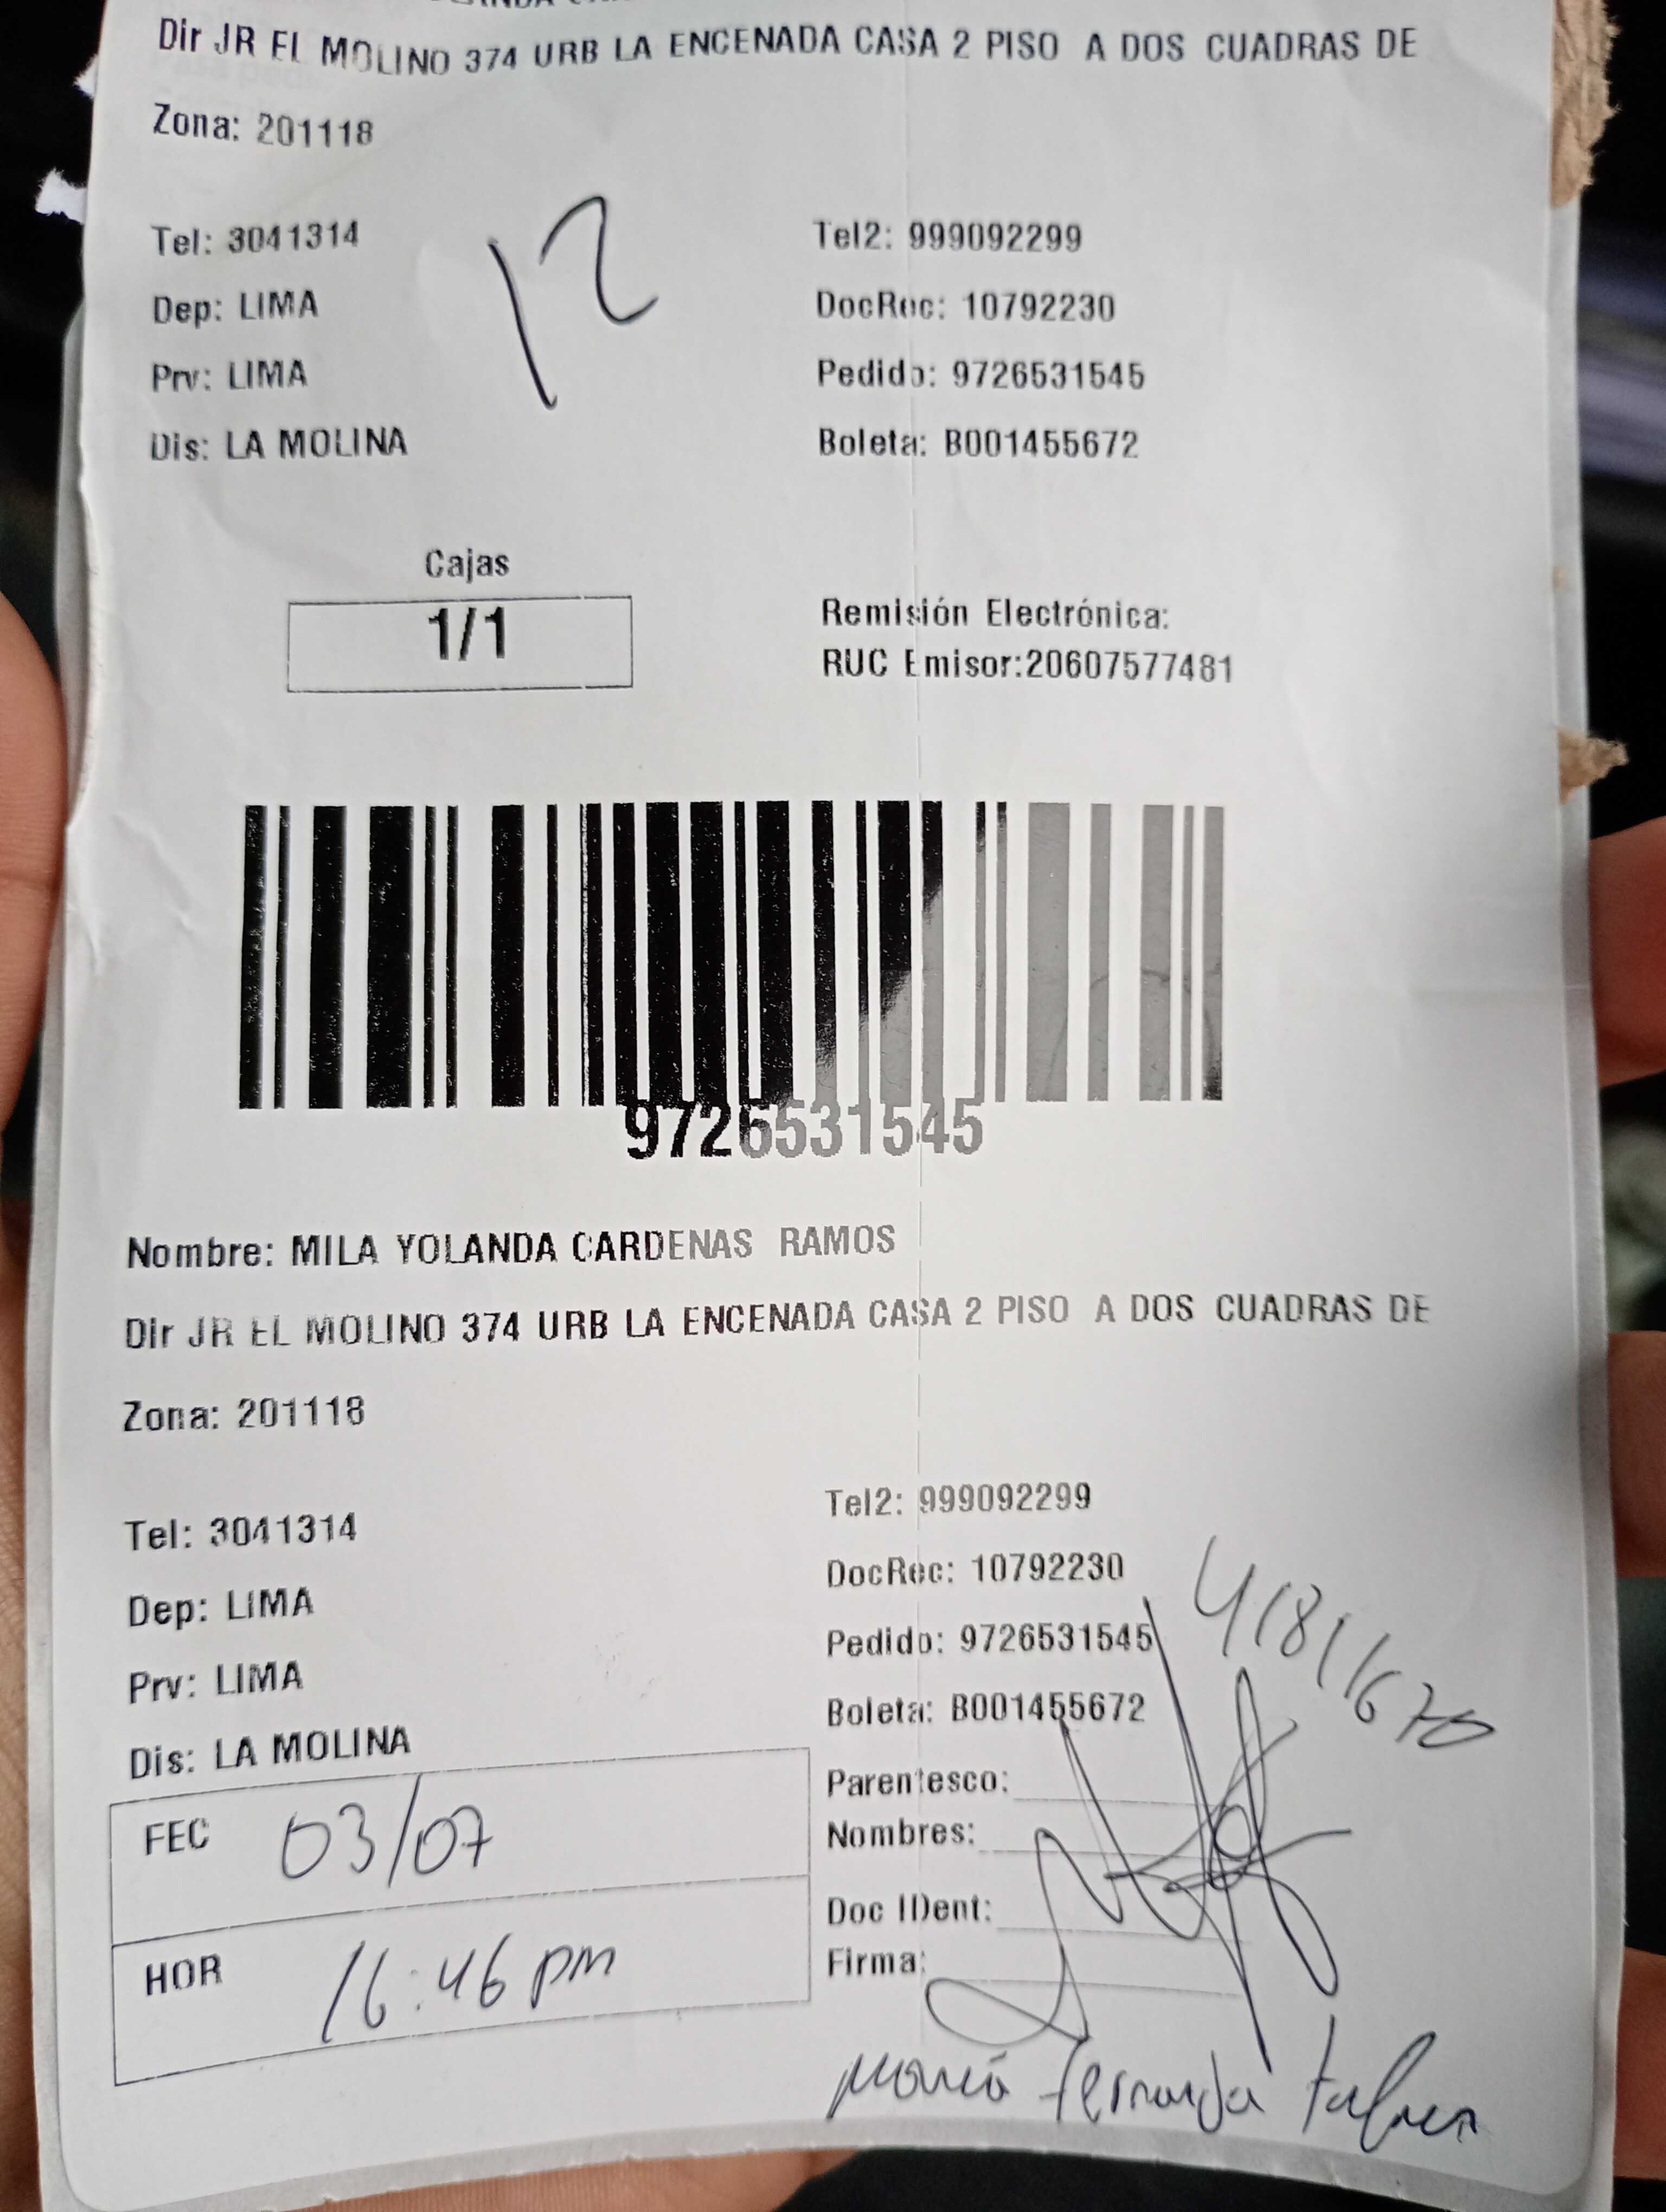 Dir JR EL MOLINO 374 URB LA ENCENADA CASA 2 PISO A DOS CUADRAS DE
Zona: 201118
12
Tel: 3041314
Tel2: 999092299
Dep: LIMA
DocRec: 10792230
Prv: LIMA
Pedido: 9726531545
Dis: LA MOLINA
Boleta: B001455672
Cajas
1/1
Remisión Electrónica:
RUC Emisor:20607577481
9726531545
Nombre: MILA YOLANDA CARDENAS RAMOS
Dir JR EL MOLINO 374 URB LA ENCENADA CASA 2 PISO A DOS CUADRAS DE
Zona: 201118
Tel: 3041314
Tel2: 999092299
Dep: LIMA
DocRec: 10792230
Prv: LIMA
Pedido: 9726531545
Dis: LA MOLINA
Boleta: B001455672
41811670
FEC 03/07
Parentesco:
Nombres:
HOR 16:46 pm
Doc IDent:
Firma:
María Fernanda